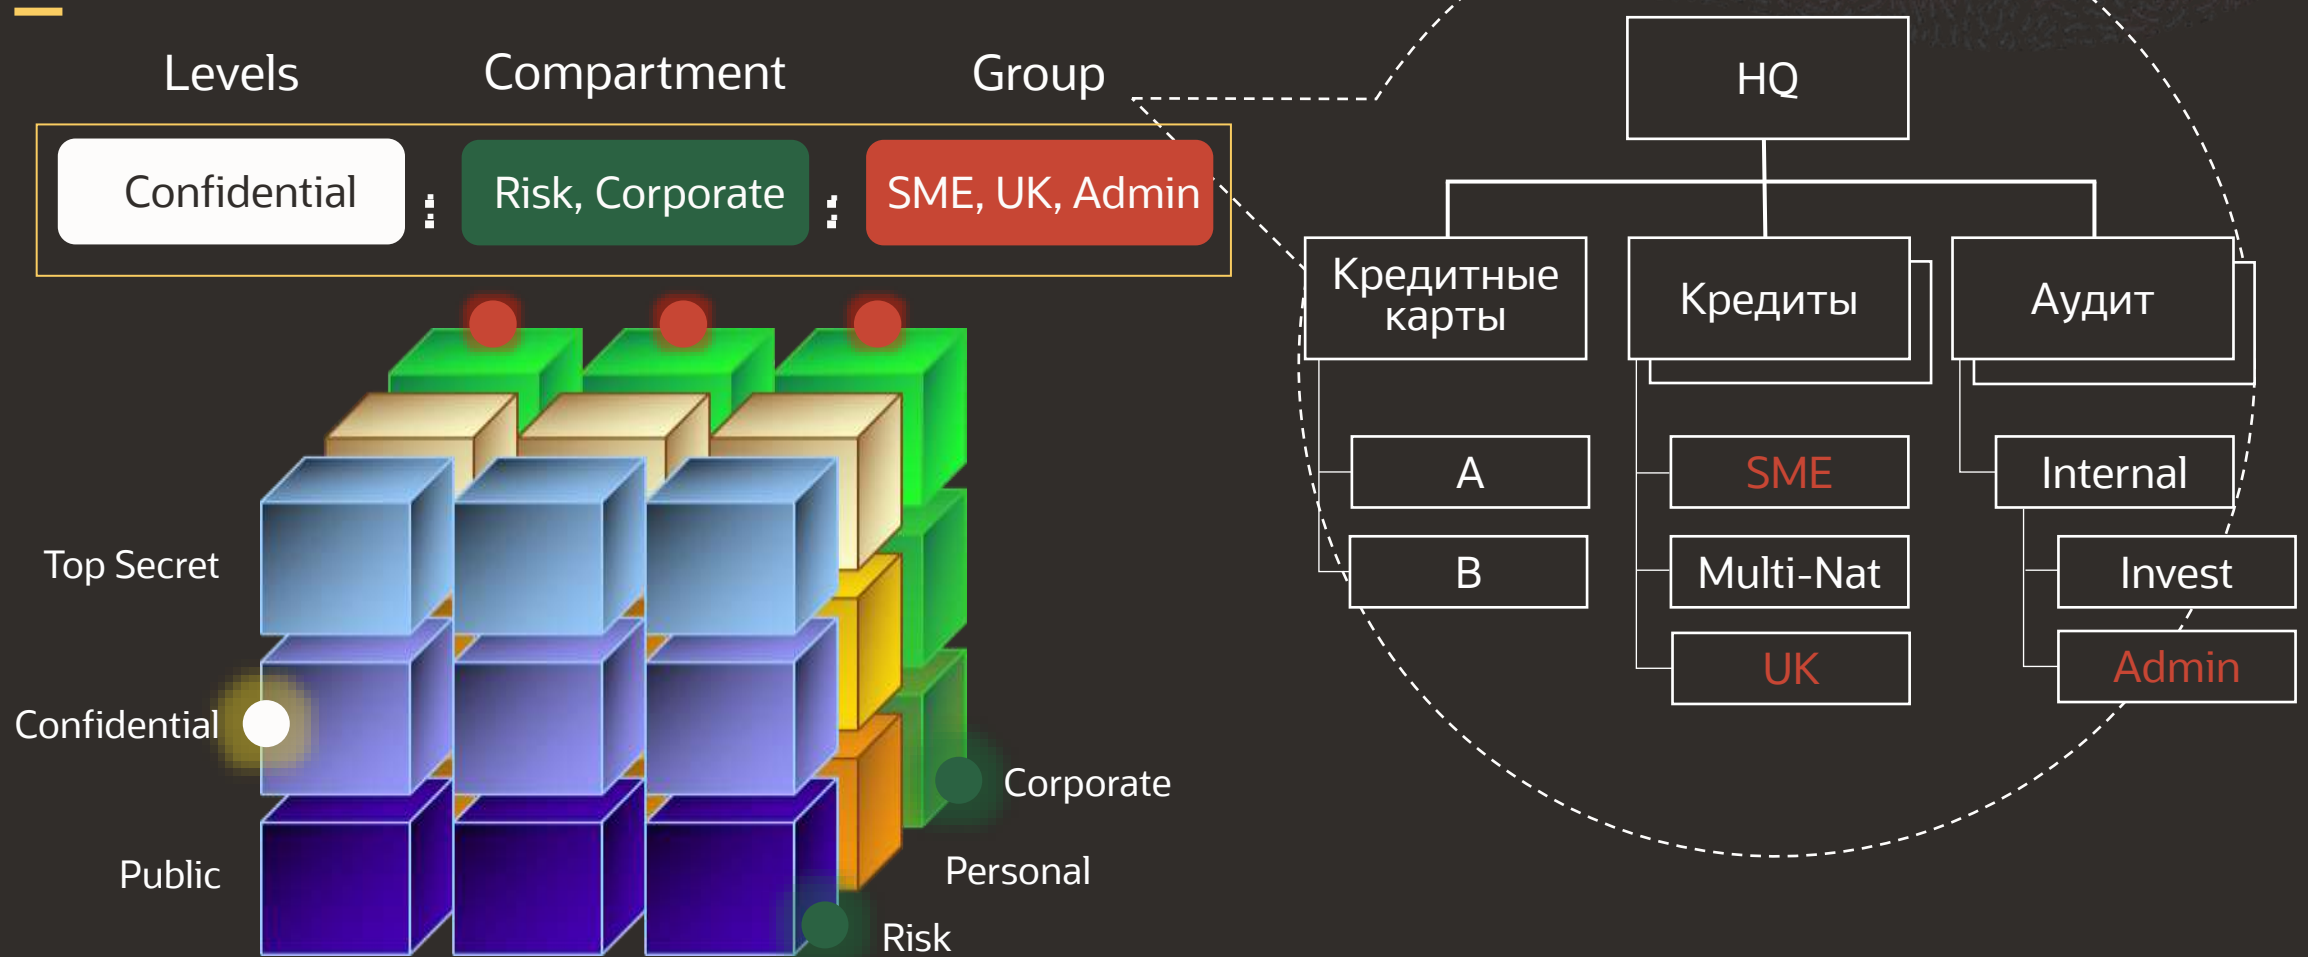 Levels
Compartment
Group
Confidential
:
Risk, Corporate
:
SME, UK, Admin
Top Secret
Confidential
Public
Corporate
Personal
Risk
HQ
Кредитные
карты
A
B
Кредиты
SME
Multi-Nat
UK
Аудит
Internal
Invest
Admin